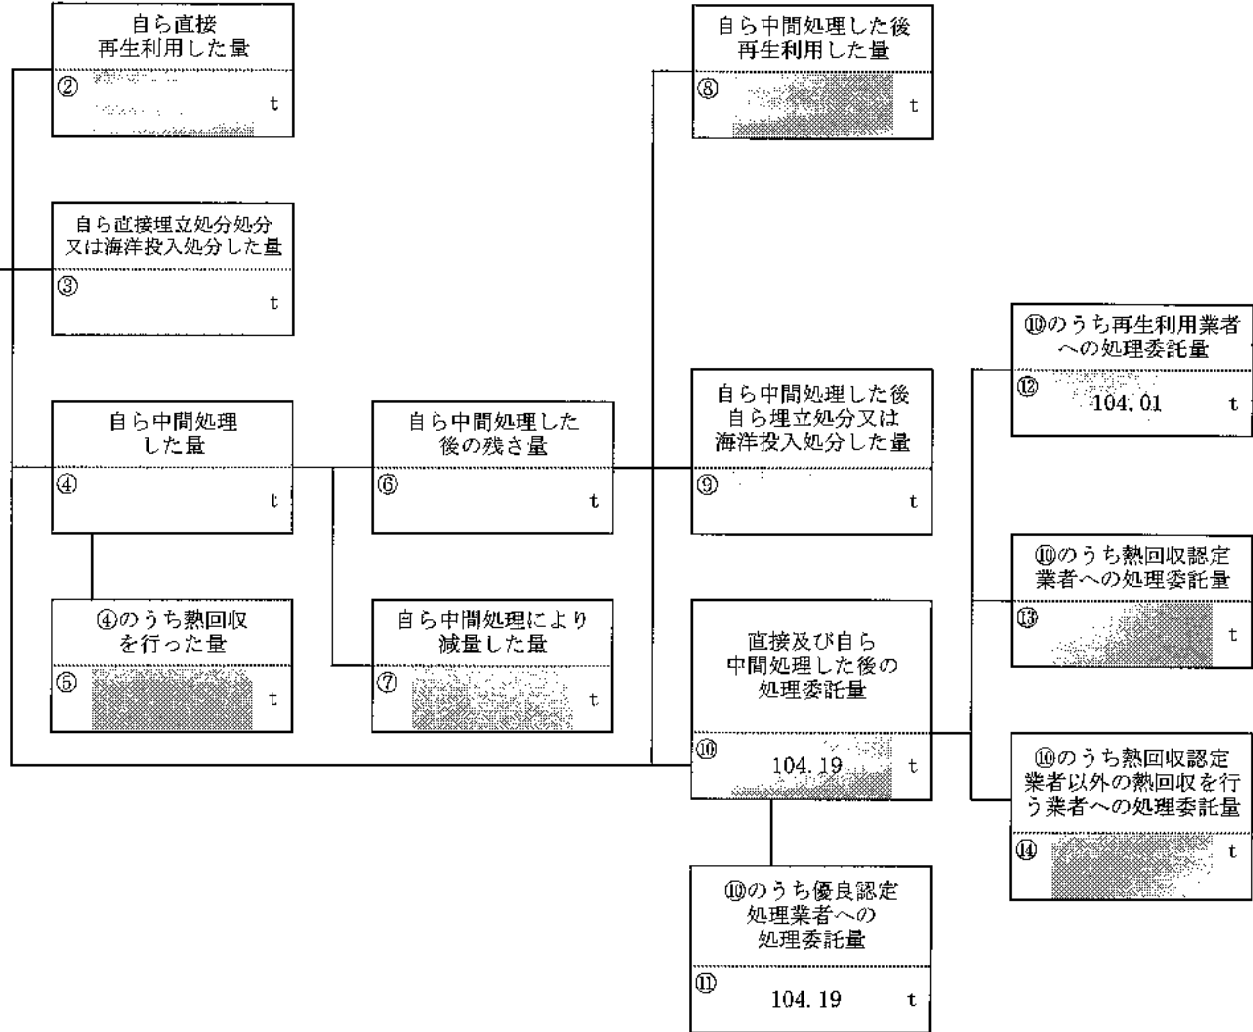 自ら直接
再生利用した量
② t
自ら中間処理した後
再生利用した量
⑧ t
自ら直接埋立処分処分
又は海洋投入処分した量
③ t
⑩のうち再生利用業者
への処理委託量
⑫ 104.01 t
自ら中間処理
した量
④ t
自ら中間処理した
後の残さ量
⑥ t
自ら中間処理した後
自ら埋立処分又は
海洋投入処分した量
⑨ t
⑩のうち熱回収認定
業者への処理委託量
⑬ t
④のうち熱回収
を行った量
⑤ t
自ら中間処理により
減量した量
⑦ t
直接及び自ら
中間処理した後の
処理委託量
⑩ 104.19 t
⑩のうち熱回収認定
業者以外の熱回収を行
う業者への処理委託量
⑭ t
⑩のうち優良認定
処理業者への
処理委託量
⑪ 104.19 t